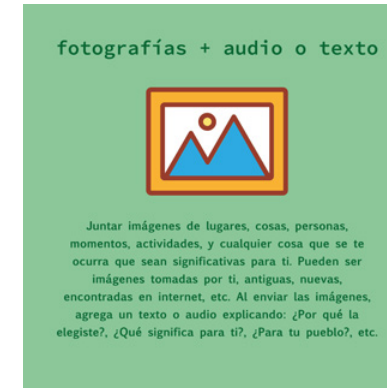 fotografías + audio o texto
Juntar imágenes de lugares, cosas, personas,
momentos, actividades, y cualquier cosa que se te
ocurra que sean significativas para ti. Pueden ser
imágenes tomadas por ti, antiguas, nuevas,
encontradas en internet, etc. Al enviar las imágenes,
agrega un texto o audio explicando: ¿Por qué la
elegiste?, ¿Qué significa para ti?, ¿Para tu pueblo?, etc.